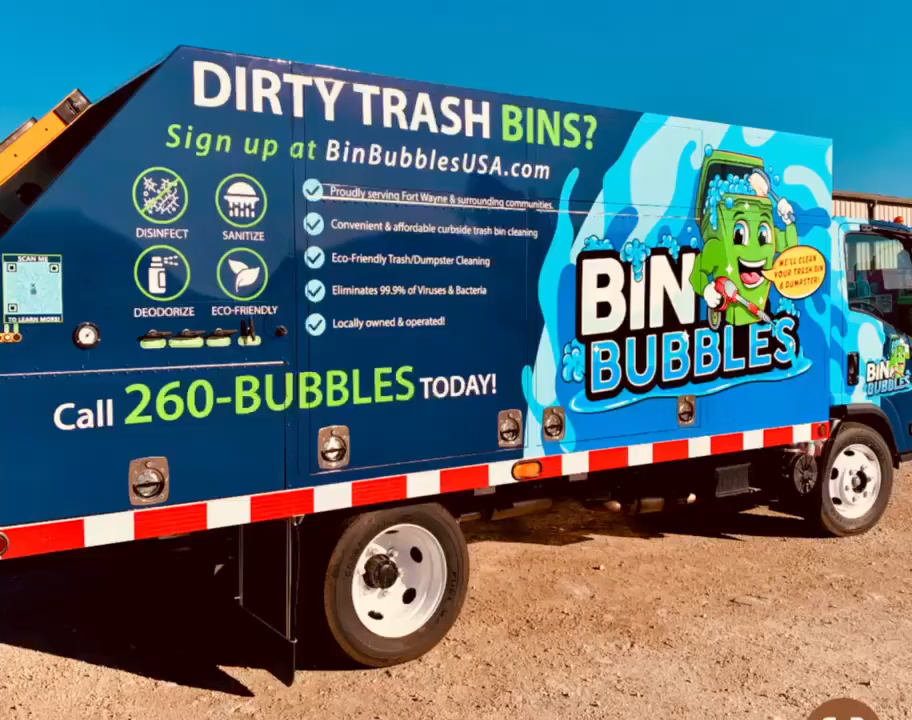 DIRTY TRASH BINS?
Sign up at BinBubblesUSA.com
DISINFECT
SANITIZE
DEODORIZE
ECO-FRIENDLY
Proudly serving Fort Wayne & surrounding communities.
Convenient & affordable curbside trash bin cleaning
Eco-Friendly Trash/Dumpster Cleaning
Eliminates 99.9% of Viruses & Bacteria
Locally owned & operated!
SCAN ME
TO LEARN MORE!
Call 260-BUBBLES TODAY!
WE'LL CLEAN
YOUR TRASH BIN
& DUMPSTER!
BIN
BUBBLES
BIN
BUBBLES